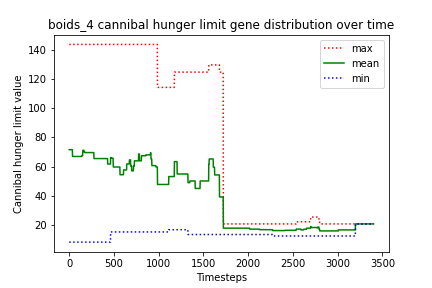 boids_4 cannibal hunger limit gene distribution over time
140
120
100
80
60
40
20
Cannibal hunger limit value
max
mean
min
0 500 1000 1500 2000 2500 3000 3500
Timesteps